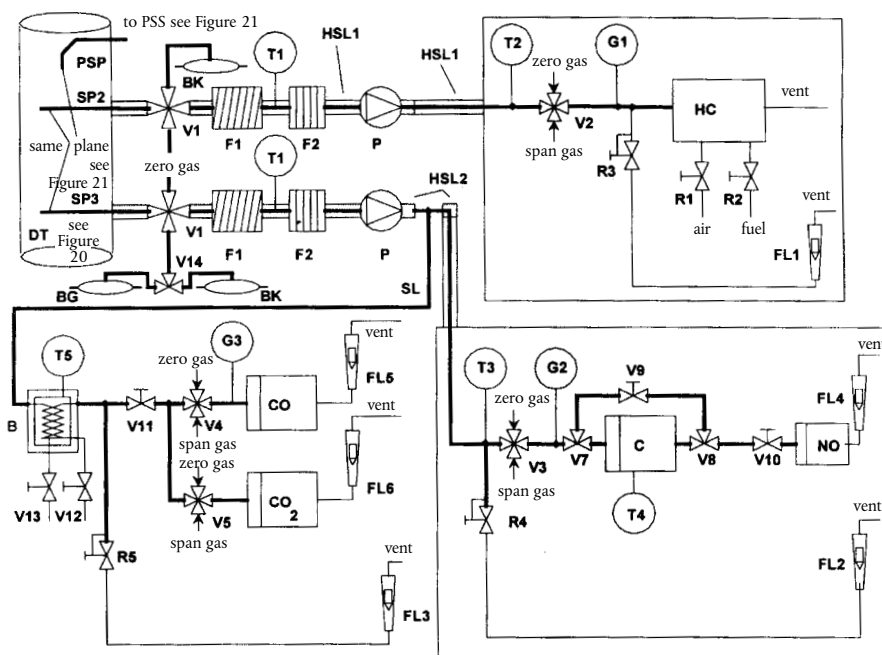 to PSS see Figure 21
PSP
SP2
same plane
see
Figure 21
SP3
see
Figure
20
DT
BK
V1
T1
F1
F2
HSL1
P
HSL1
zero gas
V1
T1
F1
F2
P
HSL2
V14
BG
BK
SL
T2
zero gas
V2
span gas
G1
HC
vent
R3
R1
R2
air
fuel
vent
FL1
T5
B
V13
V12
V11
zero gas
V4
span gas
G3
CO
vent
FL5
zero gas
V5
span gas
CO2
vent
FL6
R5
vent
FL3
T3
zero gas
V3
span gas
G2
V9
V7
C
V8
V10
NO
T4
vent
FL4
R4
vent
FL2